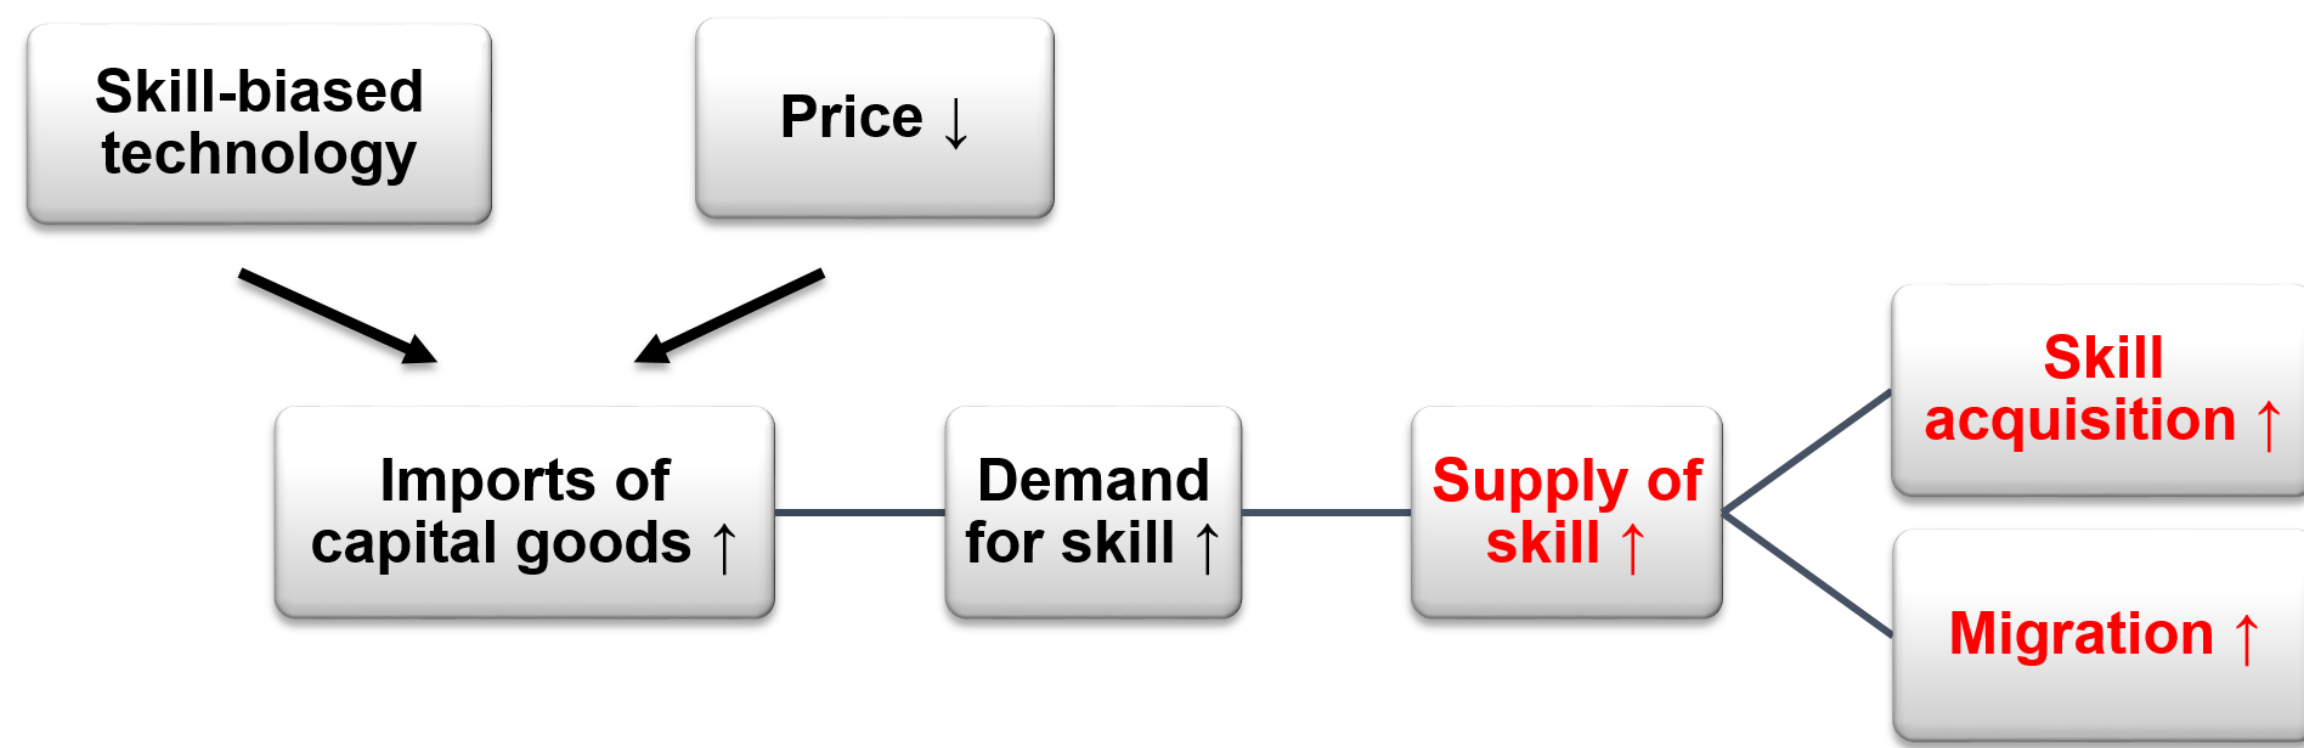 Skill-biased
technology
Price ↓
Imports of
capital goods ↑
Demand
for skill ↑
Supply of
skill ↑
Skill
acquisition ↑
Migration ↑